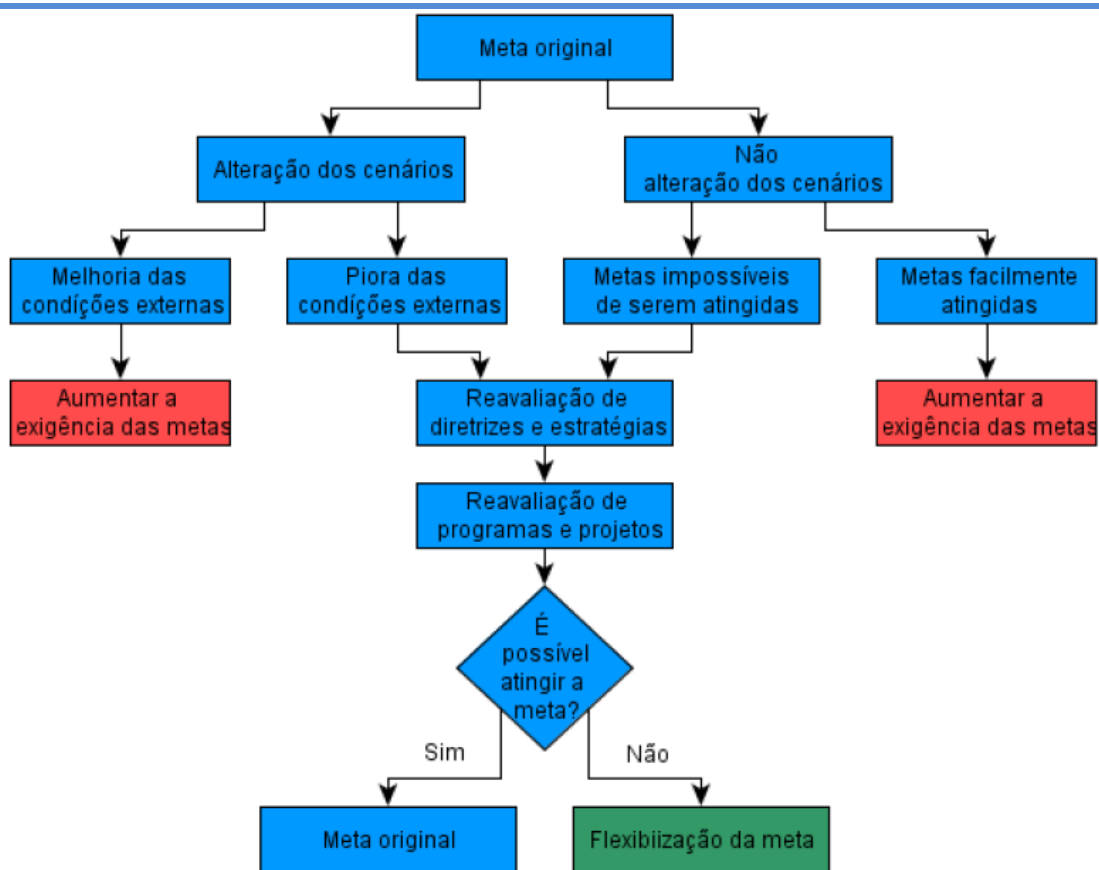 Meta original
Alteração dos cenários
Não
alteração dos cenários
Melhoria das
condíções externas
Piora das
condíções externas
Metas impossíveis
de serem atingidas
Metas facilmente
atingidas
Aumentar a
exigência das metas
Reavaliação de
diretrizes e estratégias
Aumentar a
exigência das metas
Reavaliação de
programas e projetos
É
possível
atingir a
meta?
Sim
Não
Meta original
Flexibiização da meta